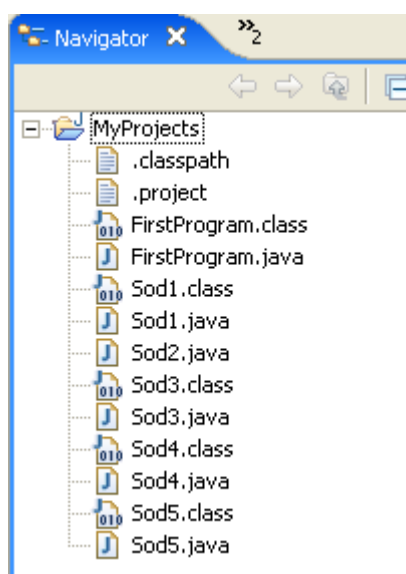 Navigator
»2
MyProjects
.classpath
.project
FirstProgram.class
FirstProgram.java
Sod1.class
Sod1.java
Sod2.java
Sod3.class
Sod3.java
Sod4.class
Sod4.java
Sod5.class
Sod5.java